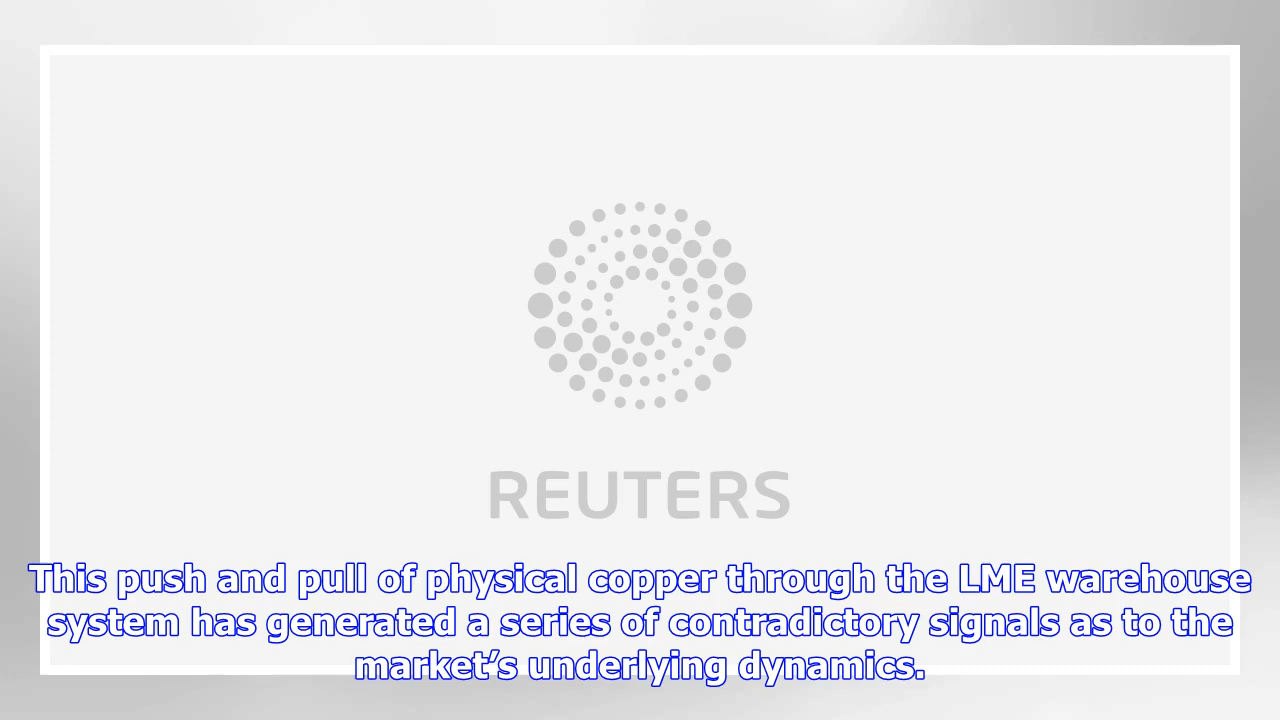 REUTERS
This push and pull of physical copper through the LME warehouse
system has generated a series of contradictory signals as to the
market’s underlying dynamics.